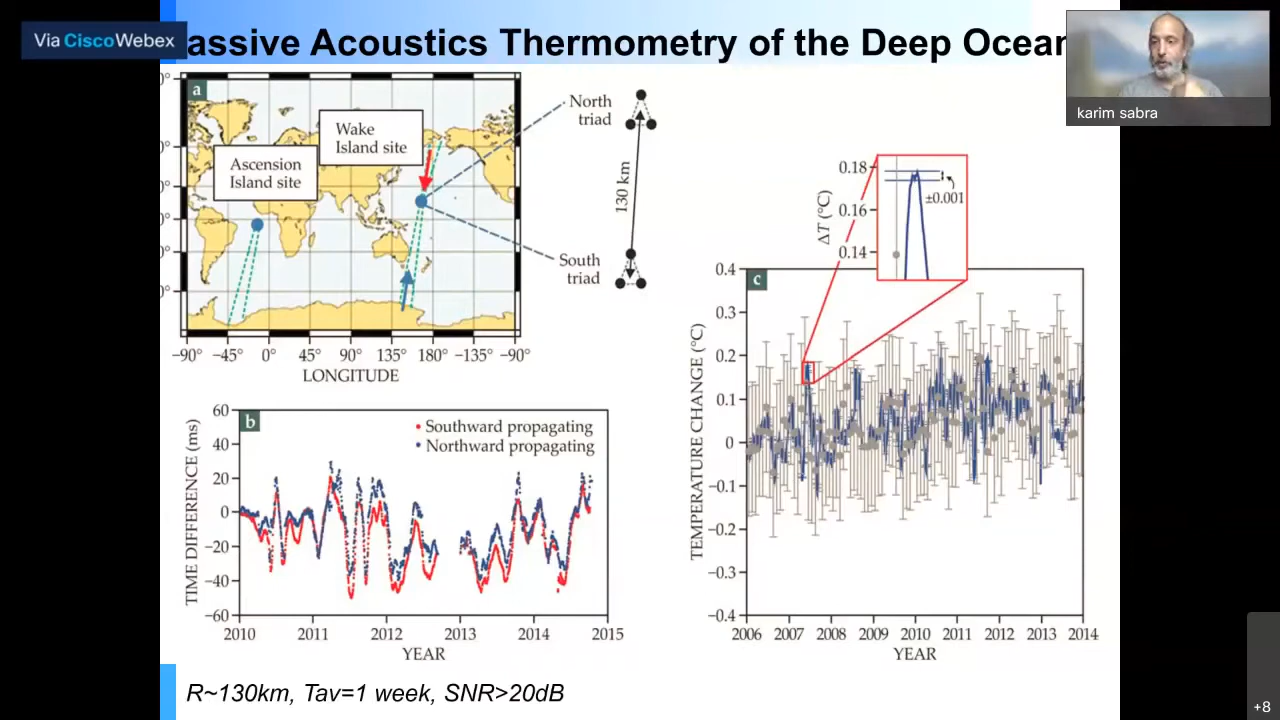 Via CiscoWebex
assive Acoustics Thermometry of the Deep Ocean
karim sabra
a
Wake
Island site
Ascension
Island site
North
triad
130 km
South
triad
−90° −45° 0° 45° 90° 135° 180° −135° −90°
LONGITUDE
b
Southward propagating
Northward propagating
TIME DIFFERENCE (ms)
60
40
20
0
−20
−40
−60
2010 2011 2012 2013 2014 2015
YEAR
ΔT (°C)
0.18
0.16
0.14
±0.001
c
TEMPERATURE CHANGE (°C)
0.4
0.3
0.2
0.1
0
−0.1
−0.2
−0.3
−0.4
2006 2007 2008 2009 2010 2011 2012 2013 2014
YEAR
R~130km, Tav=1 week, SNR>20dB
+8